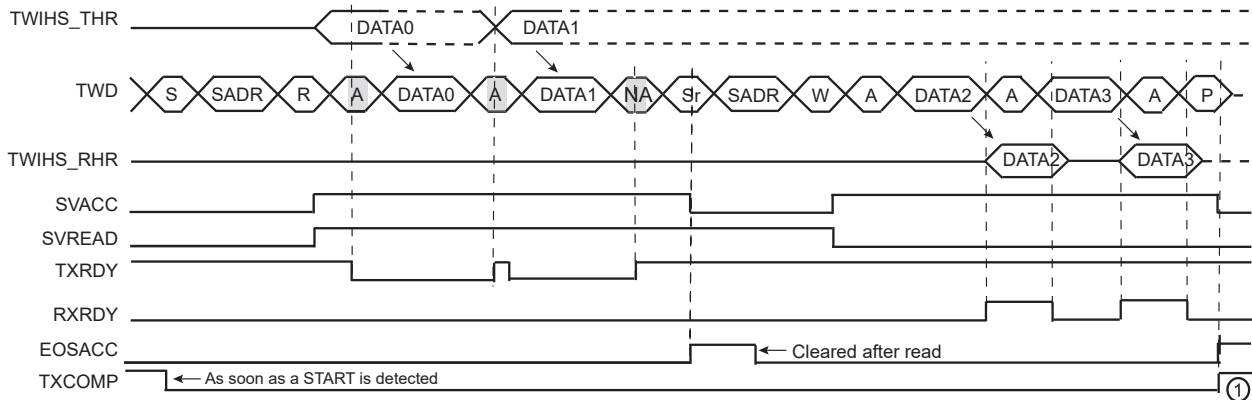 TWIHS_THR DATA0 DATA1
TWD S SADR R A DATA0 A DATA1 NA Sr SADR W A DATA2 A DATA3 A P
TWIHS_RHR DATA2 DATA3
SVACC
SVREAD
TXRDY
RXRDY
EOSACC Cleared after read
TXCOMP As soon as a START is detected 1